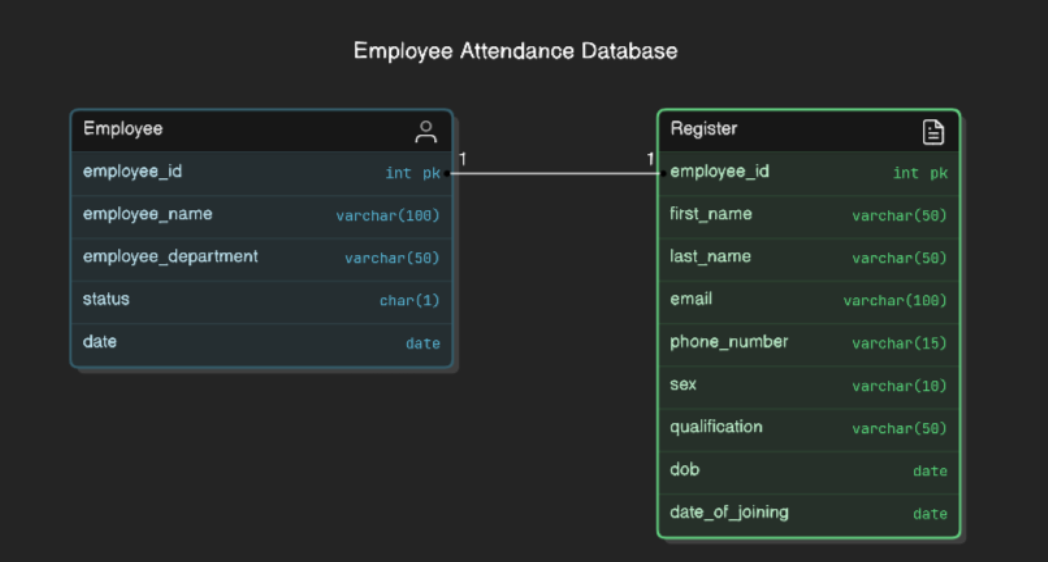 Employee Attendance Database
Employee
employee_id int pk
employee_name varchar(100)
employee_department varchar(50)
status char(1)
date date
1 1
Register
employee_id int pk
first_name varchar(50)
last_name varchar(50)
email varchar(100)
phone_number varchar(15)
sex varchar(10)
qualification varchar(50)
dob date
date_of_joining date